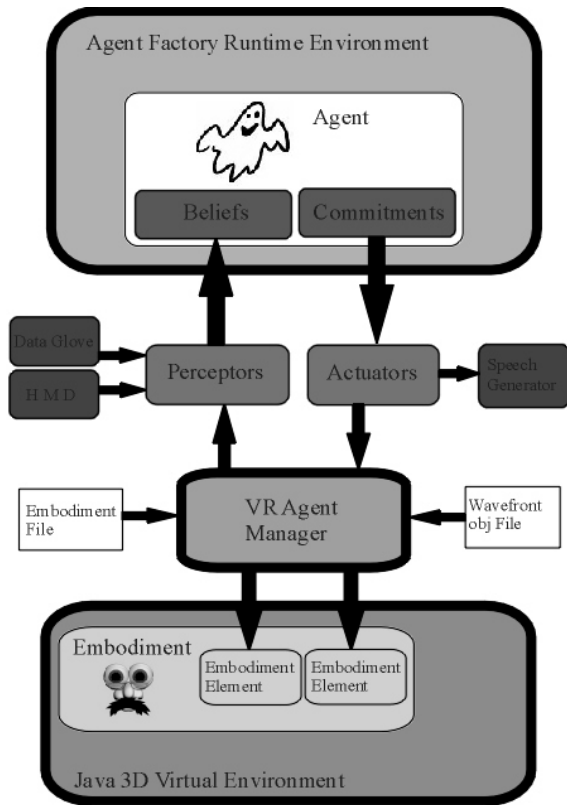 Agent Factory Runtime Environment
Agent
Beliefs
Commitments
Data Glove
HMD
Perceptors
Actuators
Speech
Generator
Embodiment
File
VR Agent
Manager
Wavefront
obj File
Embodiment
Embodiment
Element
Embodiment
Element
Java 3D Virtual Environment